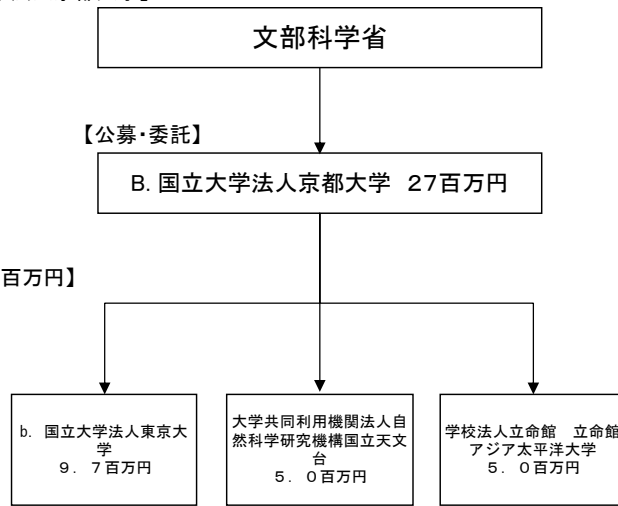 文部科学省
【公募・委託】
B. 国立大学法人京都大学 27百万円
百万円】
b. 国立大学法人東京大
学
9．7百万円
大学共同利用機関法人自
然科学研究機構国立天文
台
5．0百万円
学校法人立命館 立命館
アジア太平洋大学
5．0百万円